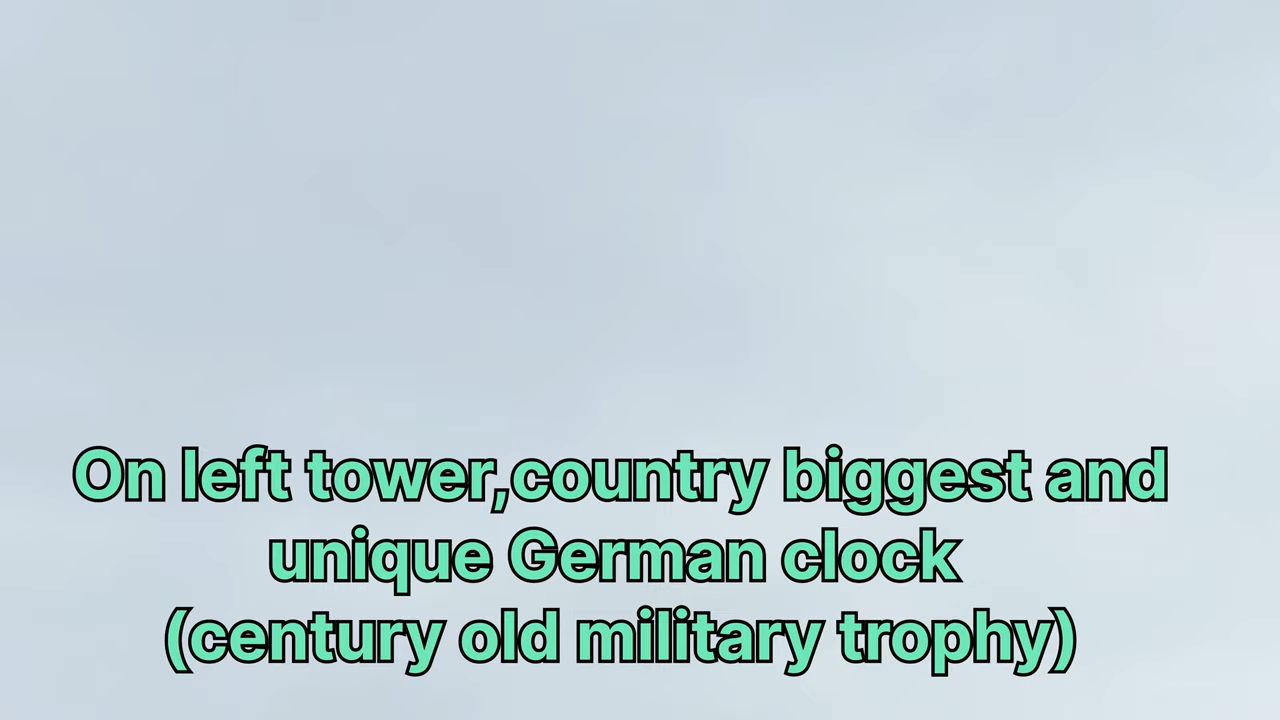 On left tower,country biggest and
unique German clock
(century old military trophy)